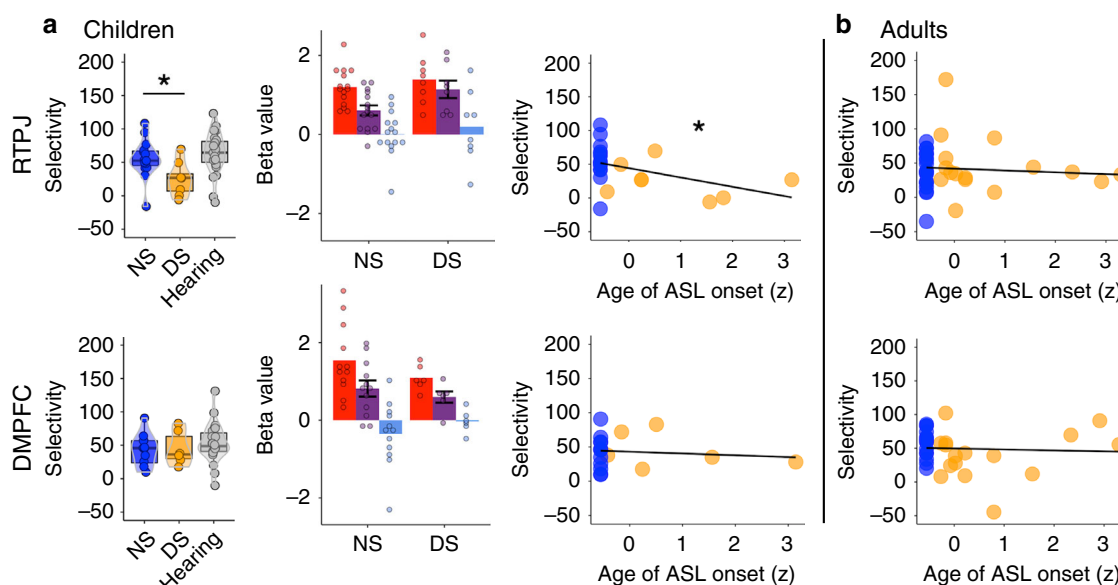 a Children
b Adults
RTPJ
Selectivity
200
150
100
50
0
−50
*
NS
DS
Hearing
Beta value
2
0
−2
NS DS
Selectivity
200
150
100
50
0
−50
*
0 1 2 3
Age of ASL onset (z)
Selectivity
200
150
100
50
0
−50
0 1 2 3
Age of ASL onset (z)
DMPFC
Selectivity
200
150
100
50
0
−50
NS
DS
Hearing
Beta value
2
0
−2
NS DS
Selectivity
200
150
100
50
0
−50
0 1 2 3
Age of ASL onset (z)
Selectivity
200
150
100
50
0
−50
0 1 2 3
Age of ASL onset (z)